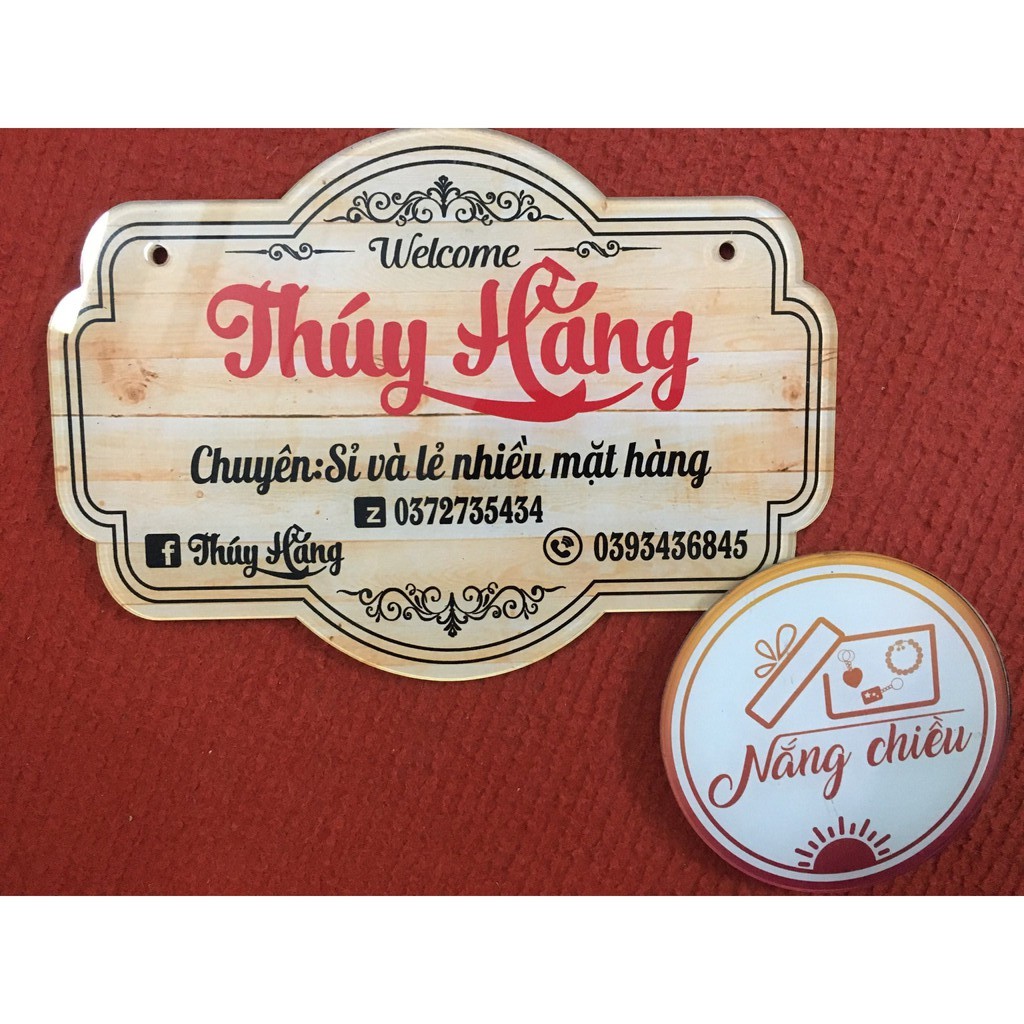 Welcome
Thúy Hằng
Chuyên:Sỉ và lẻ nhiều mặt hàng
Z 0372735434
f Thúy Hằng
0393436845
Nắng chiều